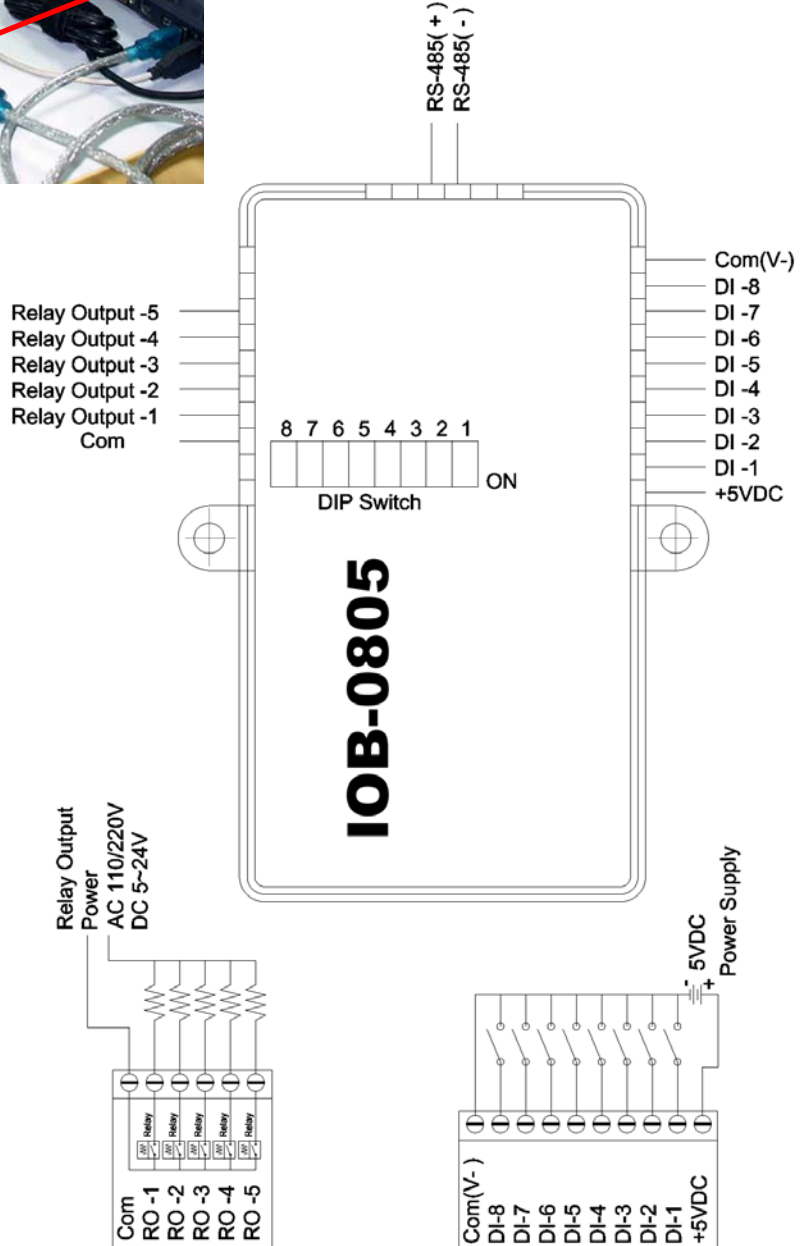 RS-485( + )
RS-485( - )
Com(V-)
DI -8
DI -7
DI -6
DI -5
DI -4
DI -3
DI -2
DI -1
+5VDC
Relay Output -5
Relay Output -4
Relay Output -3
Relay Output -2
Relay Output -1
Com
8 7 6 5 4 3 2 1
ON
DIP Switch
IOB-0805
Relay Output
Power
AC 110/220V
DC 5~24V
Relay
Relay
Relay
Relay
Relay
Com
RO -1
RO -2
RO -3
RO -4
RO -5
- 5VDC
+ Power Supply
Com(V- )
DI-8
DI-7
DI-6
DI-5
DI-4
DI-3
DI-2
DI-1
+5VDC